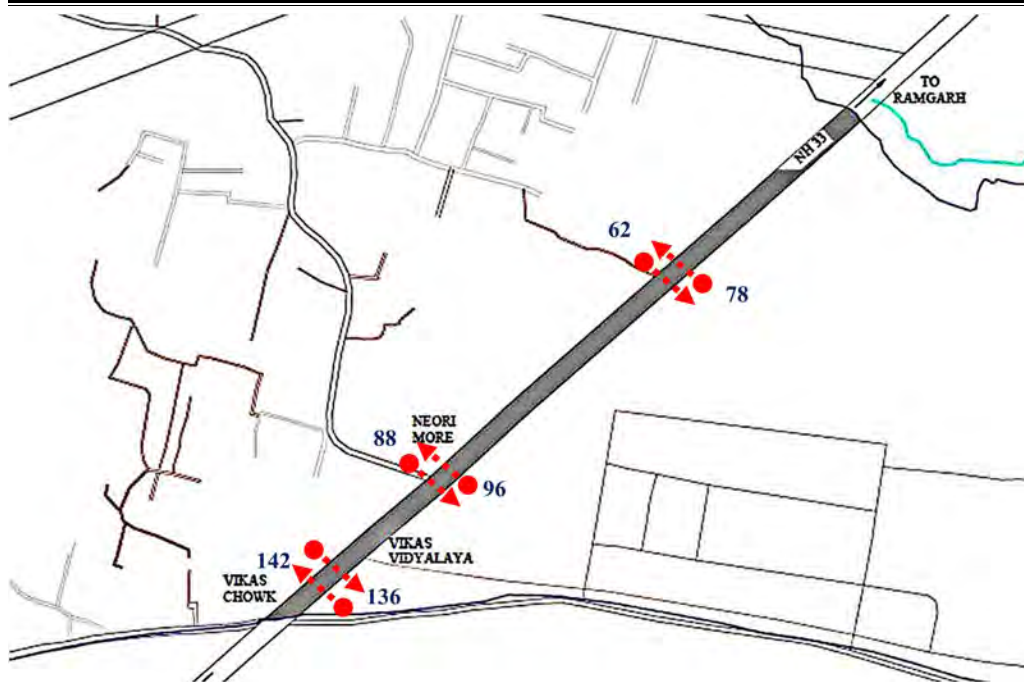 TO
RAMGARH
NH 33
62
78
NEORI
MORE
88
96
VIKAS
VIDYALAYA
142
136
VIKAS
CHOWK